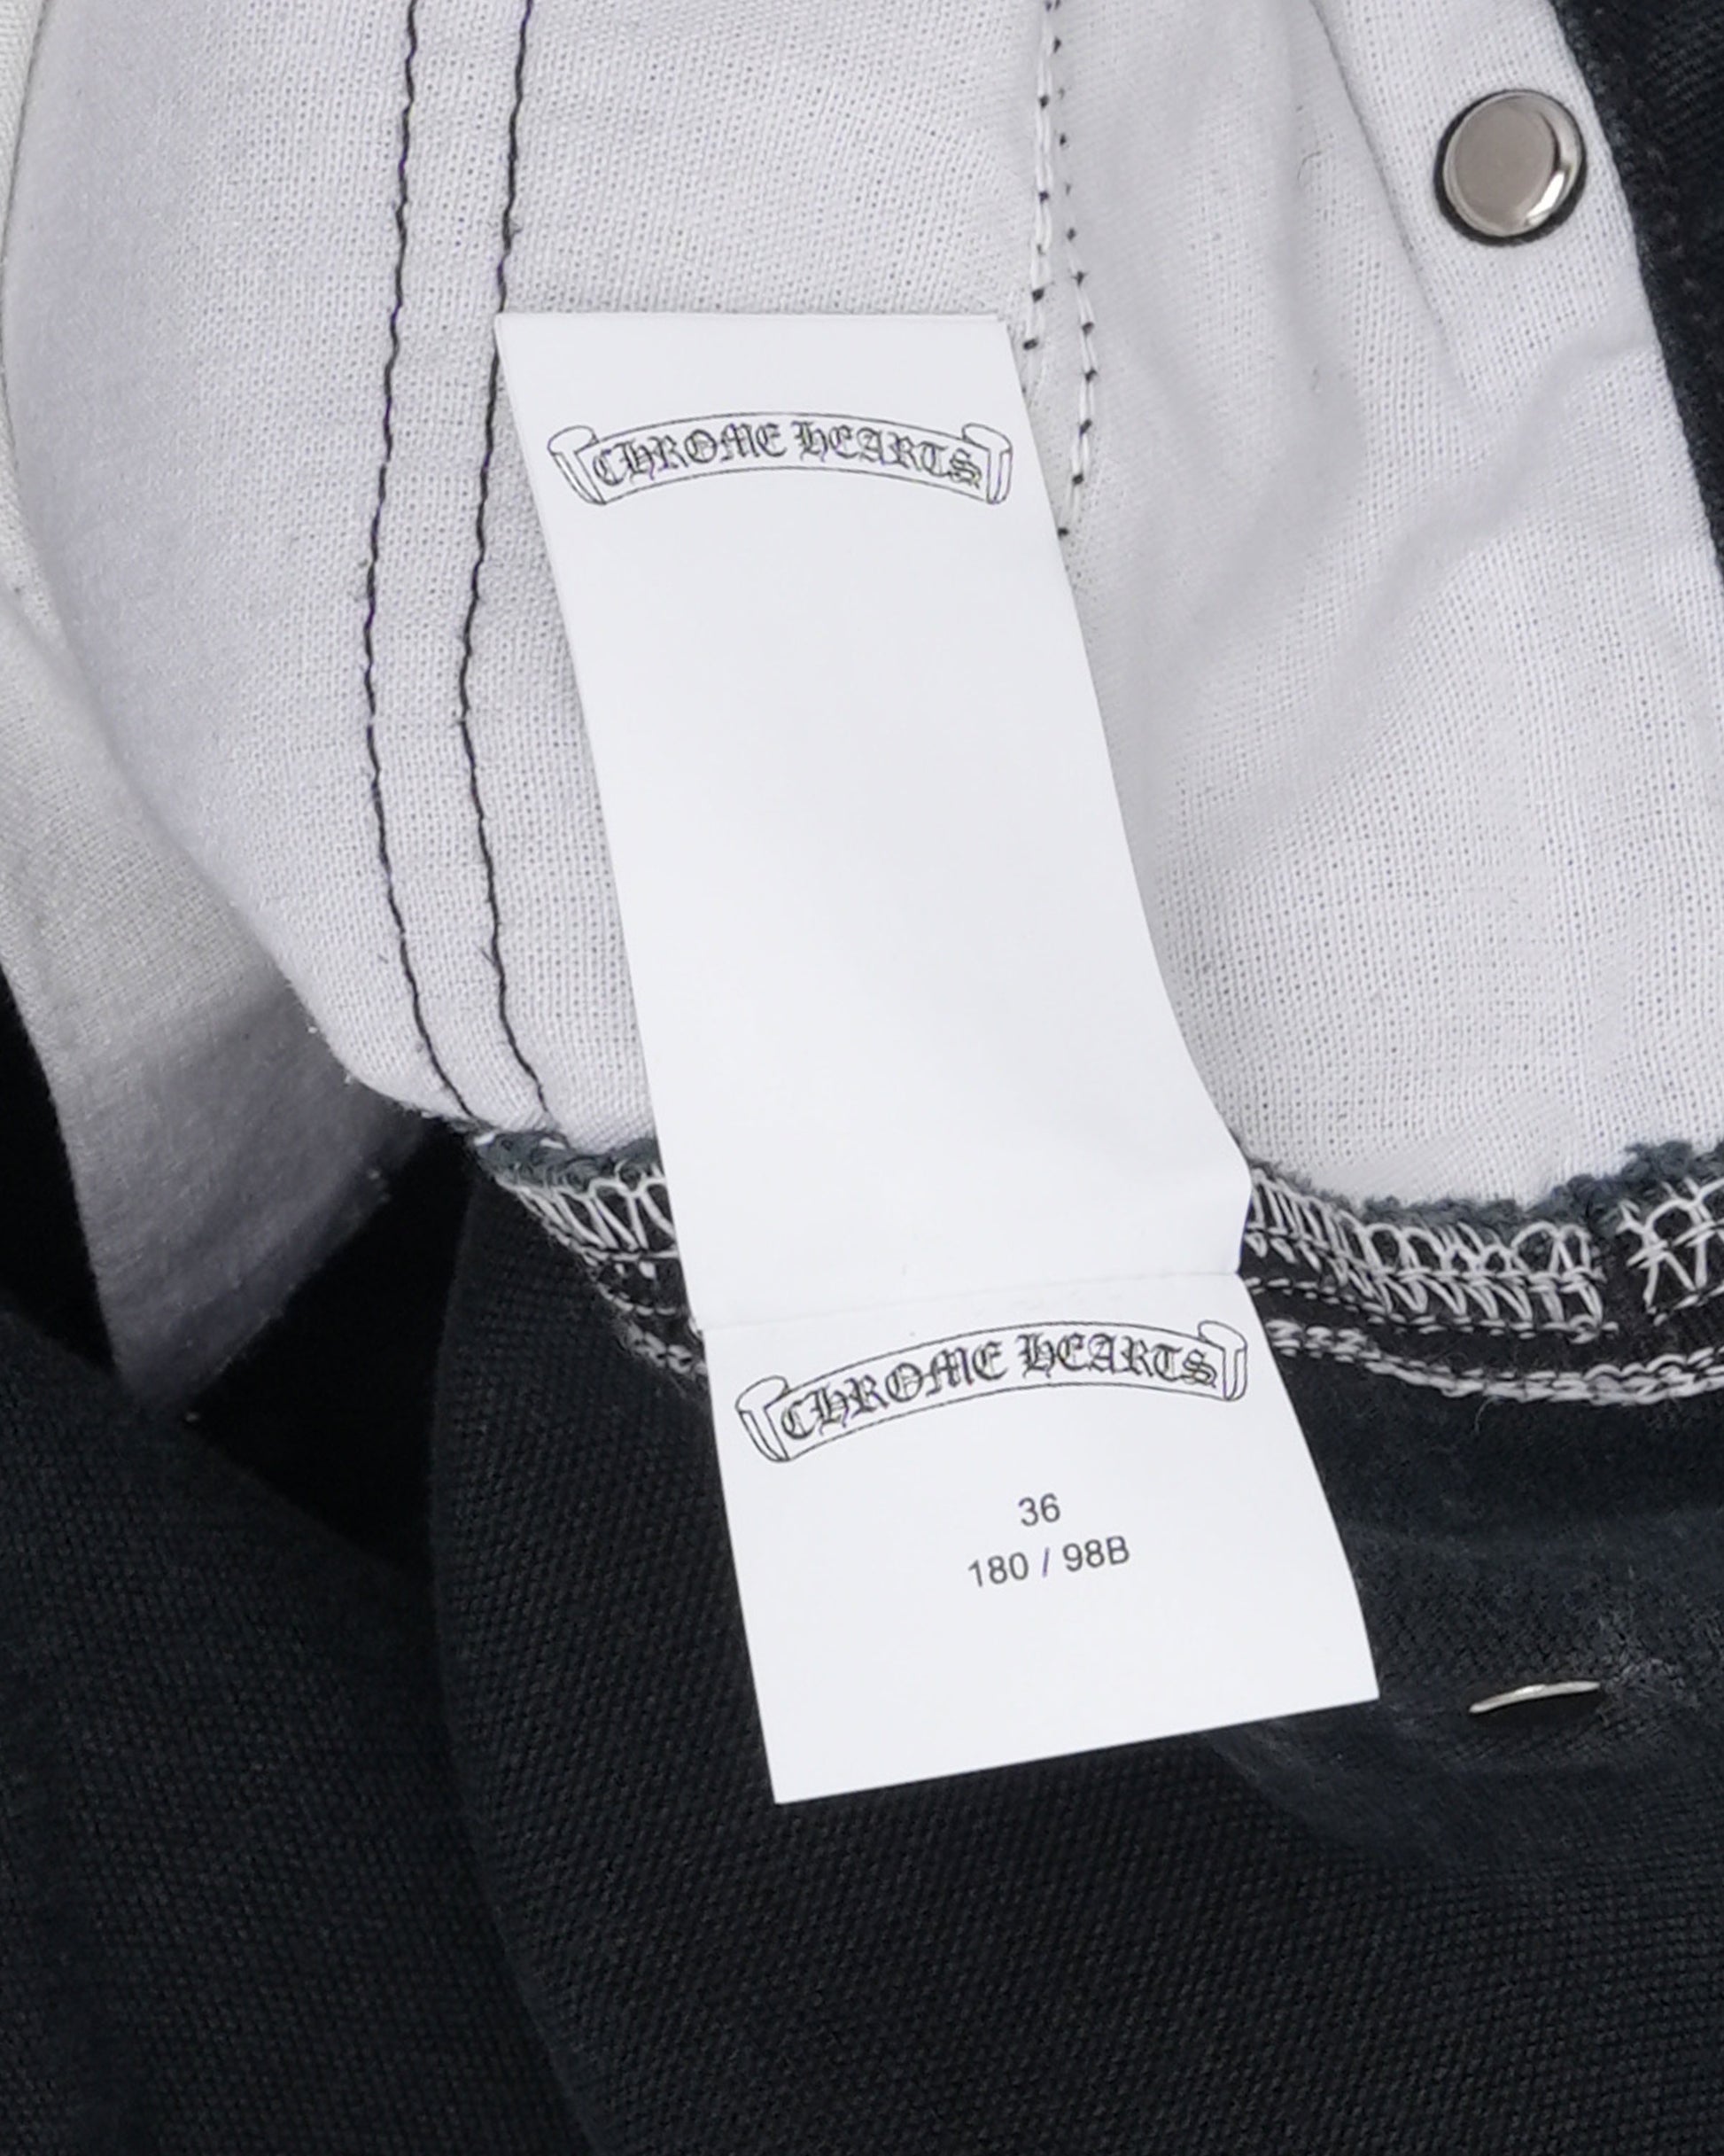 CHROME HEARTS
CHROME HEARTS
36
180 / 98B